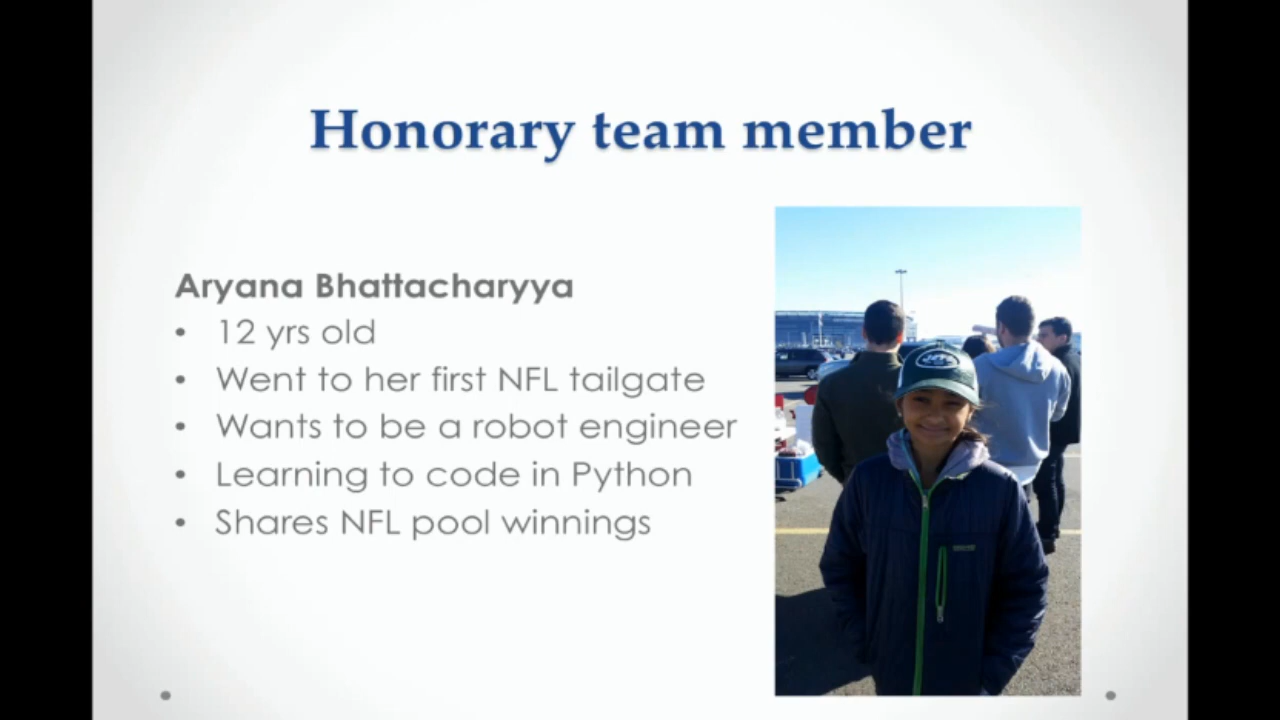 Honorary team member
Aryana Bhattacharyya
• 12 yrs old
• Went to her first NFL tailgate
• Wants to be a robot engineer
• Learning to code in Python
• Shares NFL pool winnings